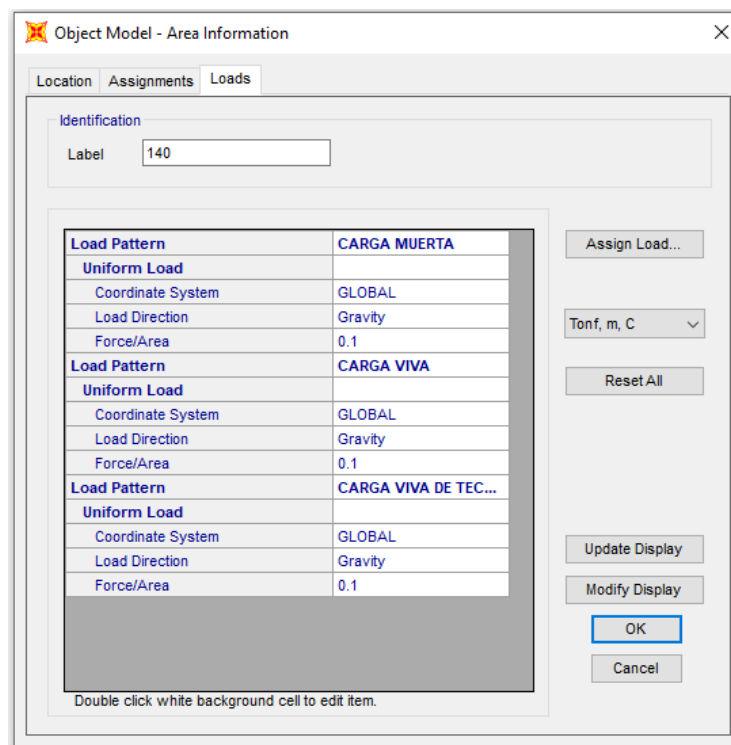 Object Model - Area Information
Location Assignments Loads
Identification
Label 140
Load Pattern CARGA MUERTA
Uniform Load
Coordinate System GLOBAL
Load Direction Gravity
Force/Area 0.1
Load Pattern CARGA VIVA
Uniform Load
Coordinate System GLOBAL
Load Direction Gravity
Force/Area 0.1
Load Pattern CARGA VIVA DE TEC...
Uniform Load
Coordinate System GLOBAL
Load Direction Gravity
Force/Area 0.1
Double click white background cell to edit item.
Assign Load...
Tonf, m, C
Reset All
Update Display
Modify Display
OK
Cancel